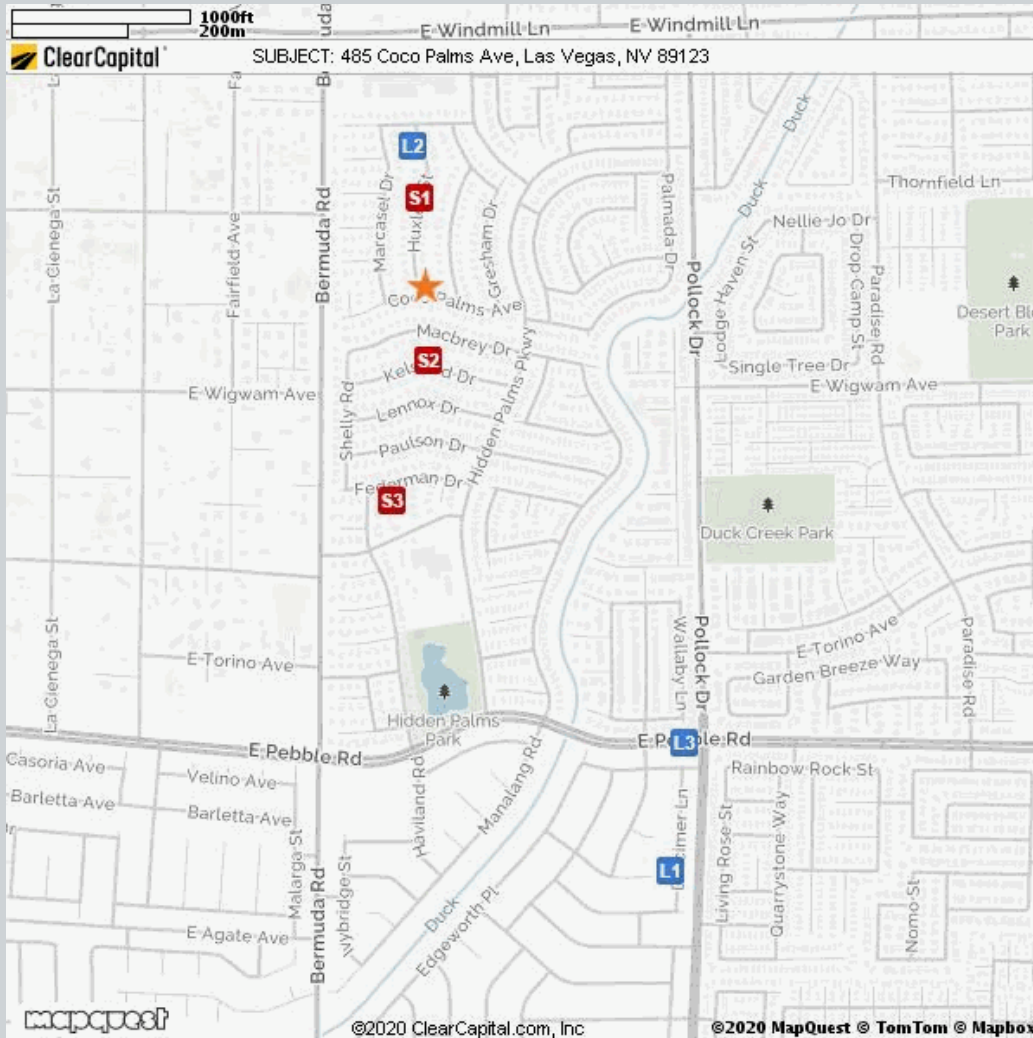 1000ft
200m
E Windmill Ln
E Windmill Ln
ClearCapital
SUBJECT: 485 Coco Palms Ave, Las Vegas, NV 89123
L2
S1
Marcasel Dr
Gresham Dr
Palmada Dr
Duck
Duck
Thornfield Ln
Nellie Jo Dr
La Cienega St
Fairfield Ave
Bermuda Rd
Pollock Dr
Lodge Haven St
Drop Camp St
Paradise Rd
Coco Palms Ave
Macbrey Dr
S2
Single Tree Dr
E Wigwam Ave
E Wigwam Ave
Shelly Rd
Lennox Dr
Paulson Dr
Hidden Palms Pkwy
Federman Dr
S3
Duck Creek Park
La Cienega St
E Torino Ave
Wallaby Ln
Pollock Dr
E Torino Ave
Garden Breeze Way
Paradise Rd
Hidden Palms
Park
E Pebble Rd
E Pebble Rd
L3
Casoria Ave
Velino Ave
Rainbow Rock St
Barletta Ave
Barletta Ave
Haviland Rd
Manalang Rd
Malarga St
Ivybridge St
L1
Living Rose St
Quarrystone Way
Nomo St
Bermuda Rd
Duck
Edgeworth Pl
E Agate Ave
mapquest
©2020 ClearCapital.com, Inc
©2020 MapQuest © TomTom © Mapbox